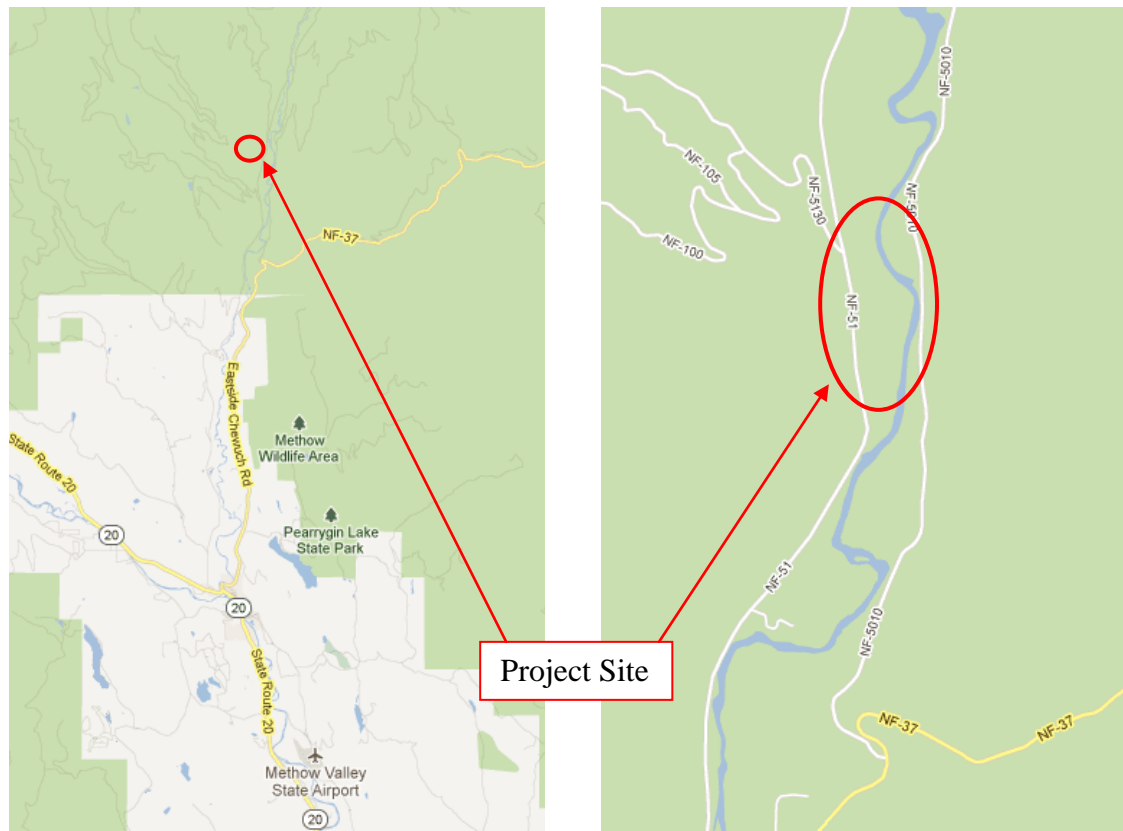 NF-37
Eastside Chewuch Rd
Methow
Wildlife Area
State Route 20
Pearrygin Lake
State Park
20
20
State Route 20
Methow Valley
State Airport
20
Project Site
NF-5010
NF-105
NF-5130
NF-5010
NF-100
NF-51
NF-51
NF-5010
NF-37
NF-37